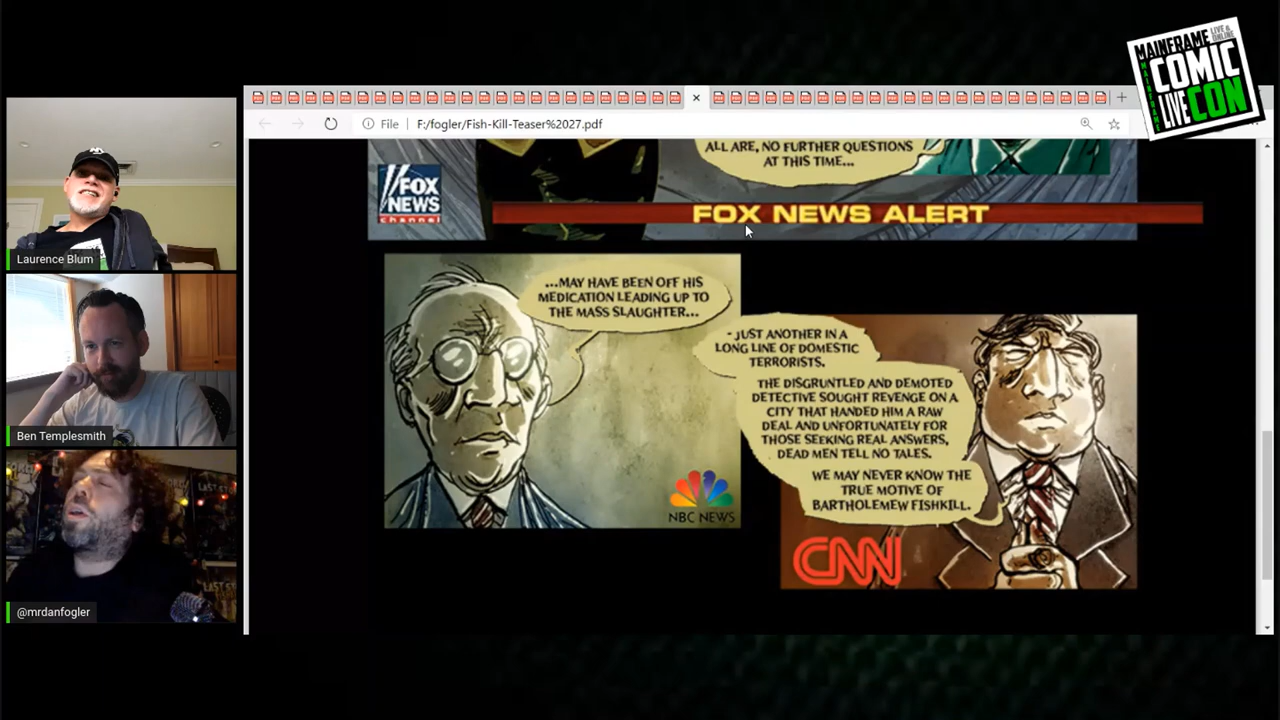 MAINFRAME LIVE & ONLINE
COMIC
LIVE CON
File
F:/fogler/Fish-Kill-Teaser%2027.pdf
Laurence Blum
Ben Templesmith
@mrdanfogler
ALL ARE, NO FURTHER QUESTIONS
AT THIS TIME...
FOX
NEWS
channel
FOX NEWS ALERT
...MAY HAVE BEEN OFF HIS
MEDICATION LEADING UP TO
THE MASS SLAUGHTER...
NBC NEWS
- JUST ANOTHER IN A
LONG LINE OF DOMESTIC
TERRORISTS.
THE DISGRUNTLED AND DEMOTED
DETECTIVE SOUGHT REVENGE ON A
CITY THAT HANDED HIM A RAW
DEAL AND UNFORTUNATELY FOR
THOSE SEEKING REAL ANSWERS,
DEAD MEN TELL NO TALES.
WE MAY NEVER KNOW THE
TRUE MOTIVE OF
BARTHOLEMEW FISHKILL.
CNN